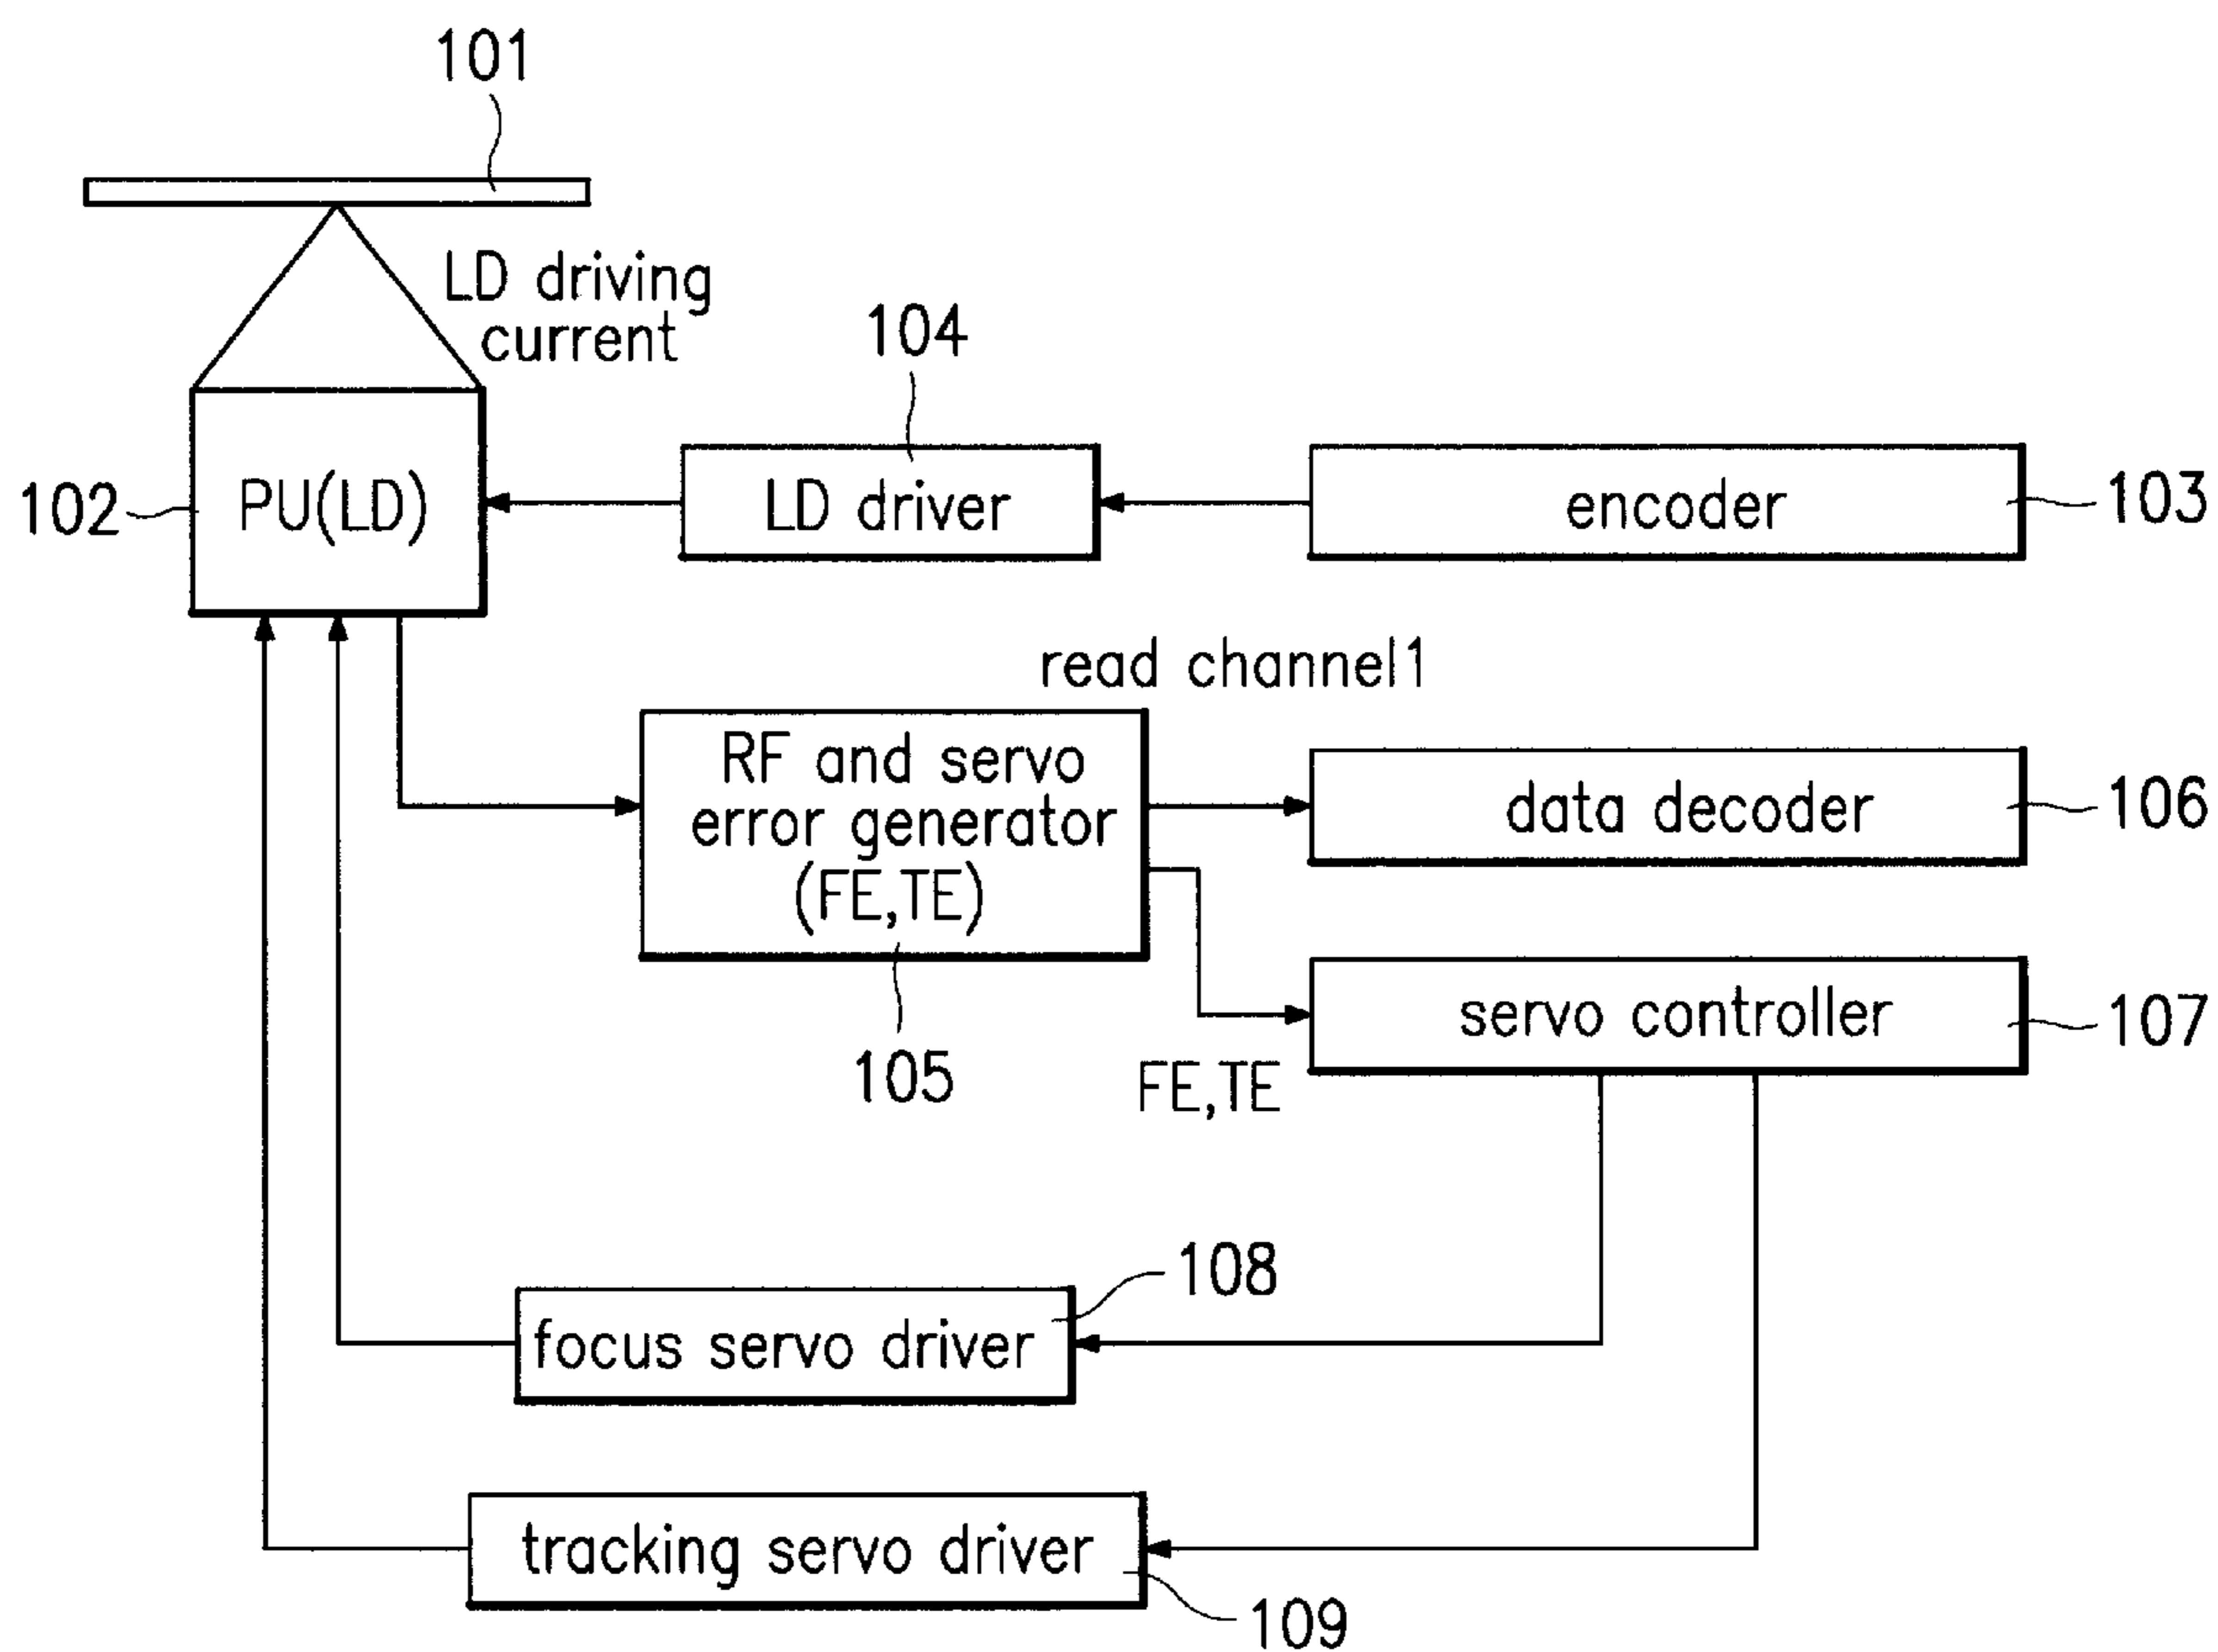 101
LD driving
current
104
102
PU(LD)
LD driver
encoder
103
read channel1
RF and servo
error generator
(FE,TE)
data decoder
106
servo controller
107
105
FE,TE
108
focus servo driver
tracking servo driver
109